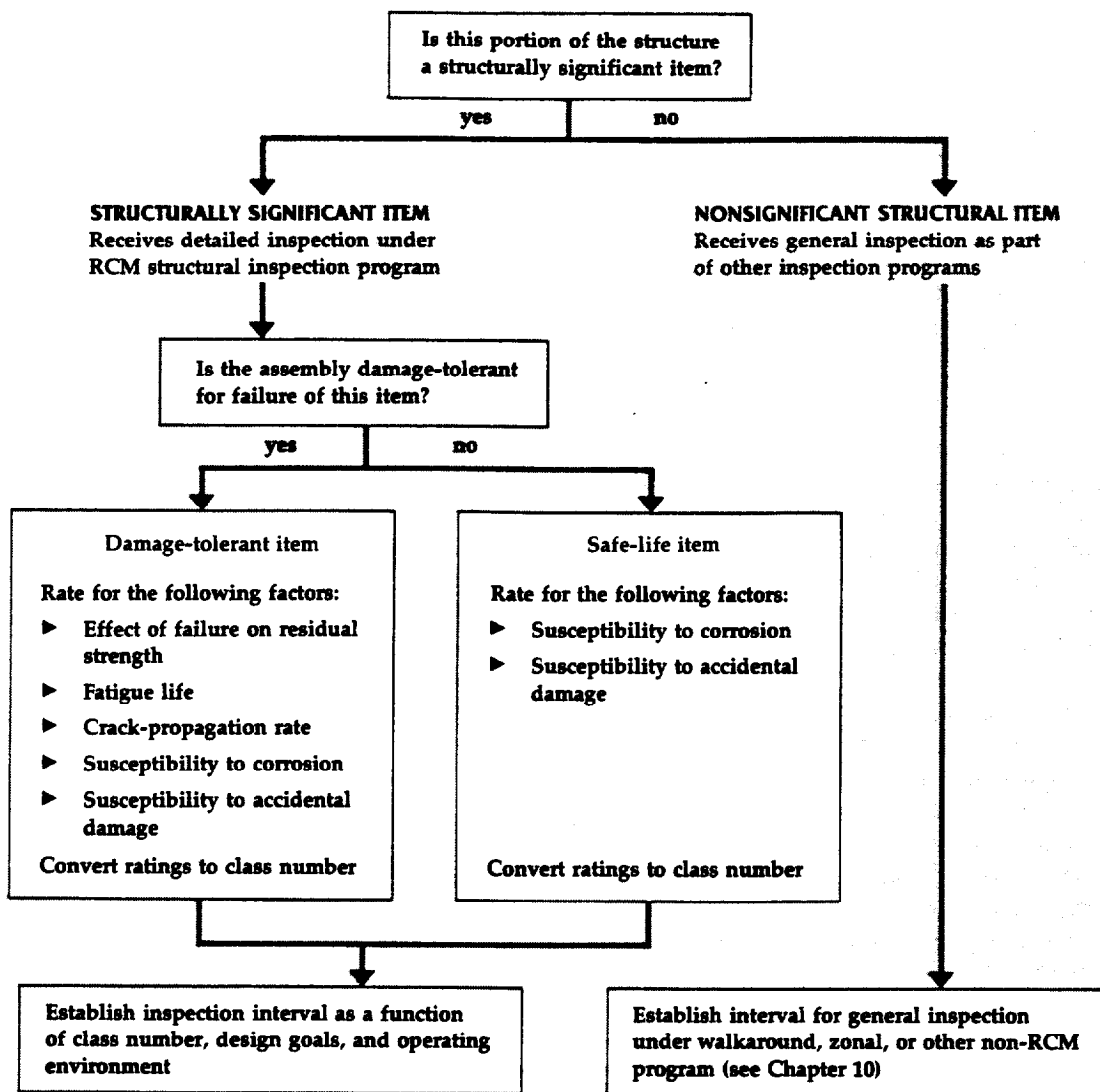 Is this portion of the structure
a structurally significant item?
yes
no
STRUCTURALLY SIGNIFICANT ITEM
Receives detailed inspection under
RCM structural inspection program
NONSIGNIFICANT STRUCTURAL ITEM
Receives general inspection as part
of other inspection programs
Is the assembly damage-tolerant
for failure of this item?
yes
no
Damage-tolerant item
Rate for the following factors:
► Effect of failure on residual
strength
► Fatigue life
► Crack-propagation rate
► Susceptibility to corrosion
► Susceptibility to accidental
damage
Convert ratings to class number
Safe-life item
Rate for the following factors:
► Susceptibility to corrosion
► Susceptibility to accidental
damage
Convert ratings to class number
Establish inspection interval as a function
of class number, design goals, and operating
environment
Establish interval for general inspection
under walkaround, zonal, or other non-RCM
program (see Chapter 10)